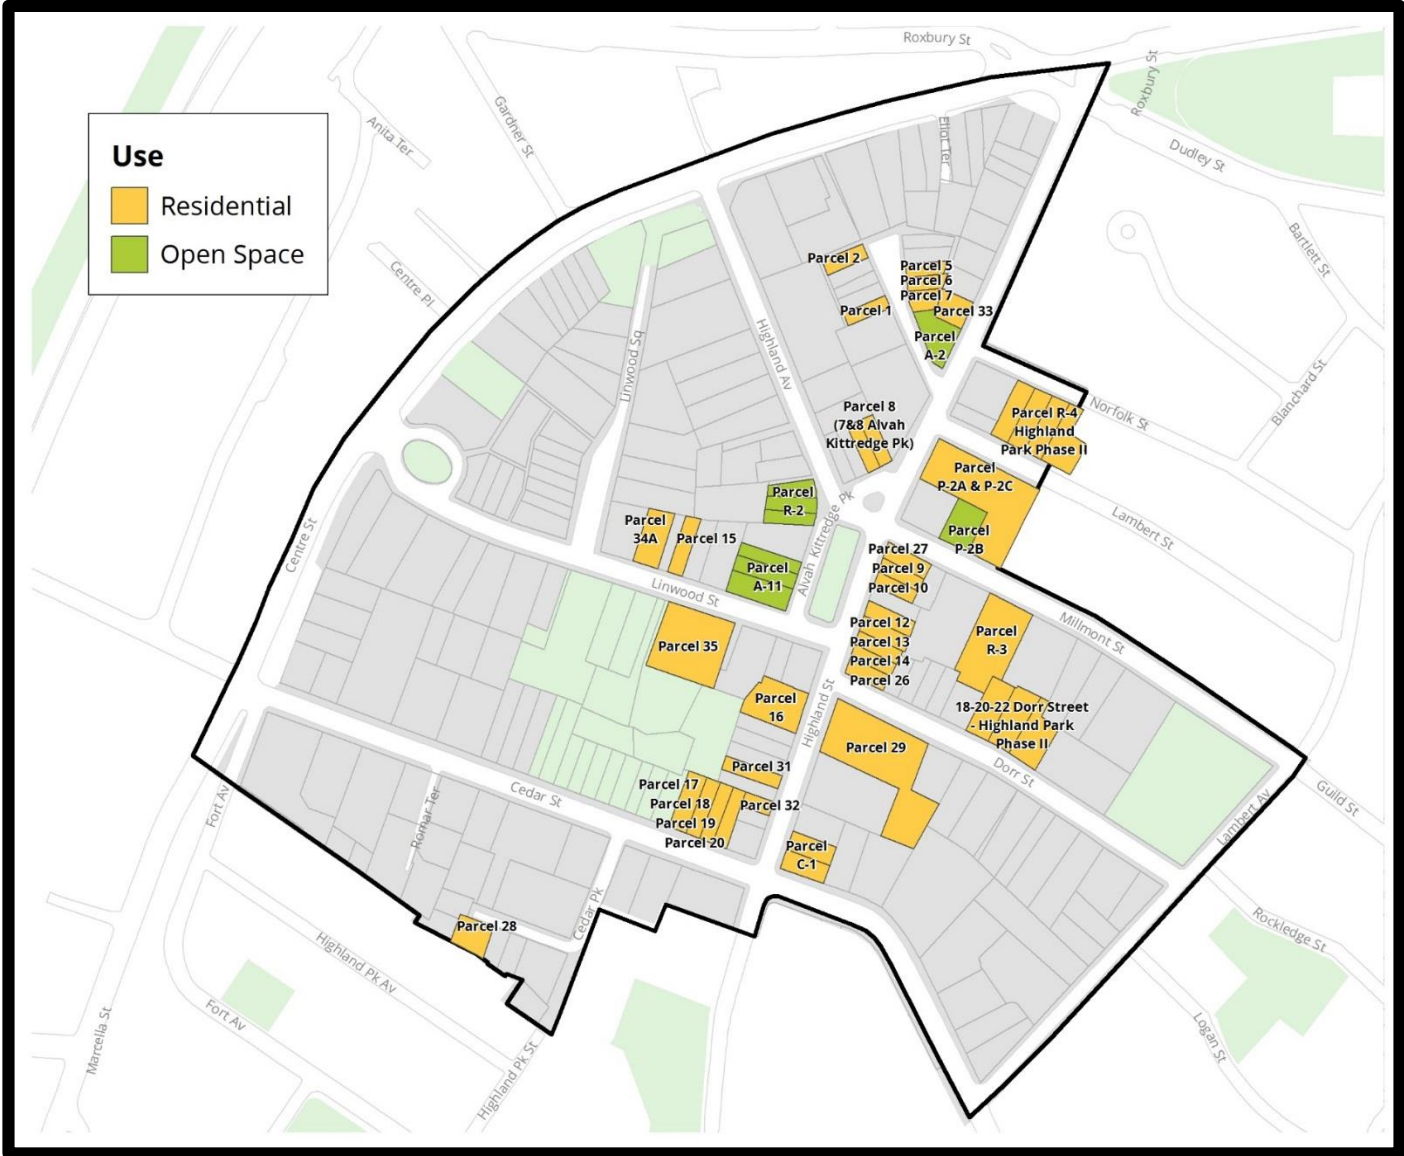 Use
Residential
Open Space
Roxbury St
Roxbury St
Gardner St
Anita Ter
Eliot Ter
Dudley St
Bartlett St
Centre Pl
Parcel 2
Parcel 5
Parcel 6
Parcel 7
Parcel 1
Parcel 33
Parcel
A-2
Linwood Sq
Highland Av
Blanchard St
Norfolk St
Parcel 8
(7&8 Alvah
Kittredge Pk)
Parcel R-4
Highland
Park Phase II
Parcel
P-2A & P-2C
Parcel
R-2
Alvah Kittredge Pk
Lambert St
Parcel
34A
Parcel 15
Parcel
P-2B
Centre St
Parcel
A-11
Parcel 27
Parcel 9
Parcel 10
Linwood St
Parcel 12
Parcel 13
Parcel 14
Parcel 26
Parcel
R-3
Millmont St
Parcel 35
Parcel
16
Highland St
18-20-22 Dorr Street
- Highland Park
Phase II
Parcel 29
Parcel 31
Dorr St
Guild St
Parcel 17
Parcel 18
Parcel 19
Parcel 20
Parcel 32
Cedar St
Fort Av
Romar Ter
Lambert Av
Parcel
C-1
Parcel 28
Cedar Pk
Rockledge St
Highland Pk Av
Fort Av
Marcella St
Logan St
Highland Pk St